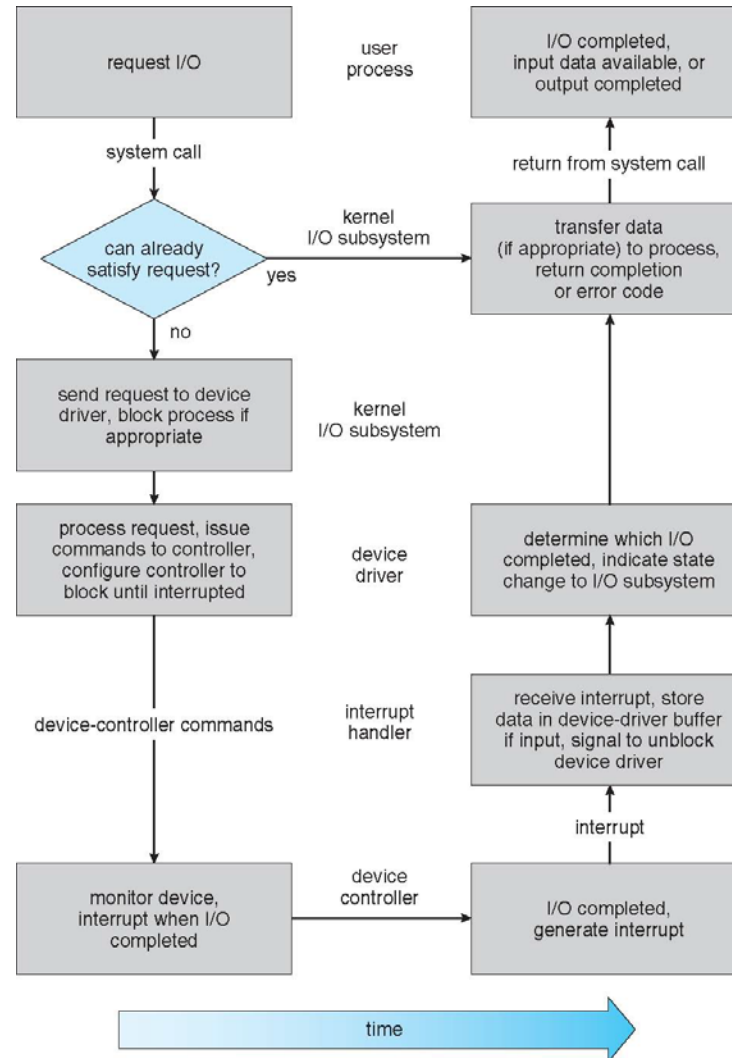 request I/O
user
process
I/O completed,
input data available, or
output completed
system call
return from system call
can already
satisfy request?
kernel
I/O subsystem
yes
transfer data
(if appropriate) to process,
return completion
or error code
no
send request to device
driver, block process if
appropriate
kernel
I/O subsystem
process request, issue
commands to controller,
configure controller to
block until interrupted
device
driver
determine which I/O
completed, indicate state
change to I/O subsystem
device-controller commands
interrupt
handler
receive interrupt, store
data in device-driver buffer
if input, signal to unblock
device driver
interrupt
monitor device,
interrupt when I/O
completed
device
controller
I/O completed,
generate interrupt
time